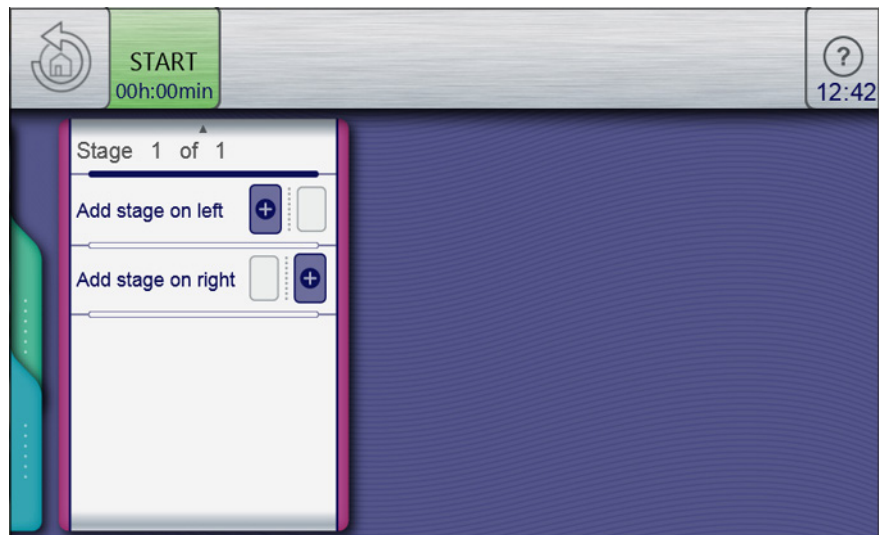 START
00h:00min
?
12:42
Stage 1 of 1
Add stage on left
Add stage on right